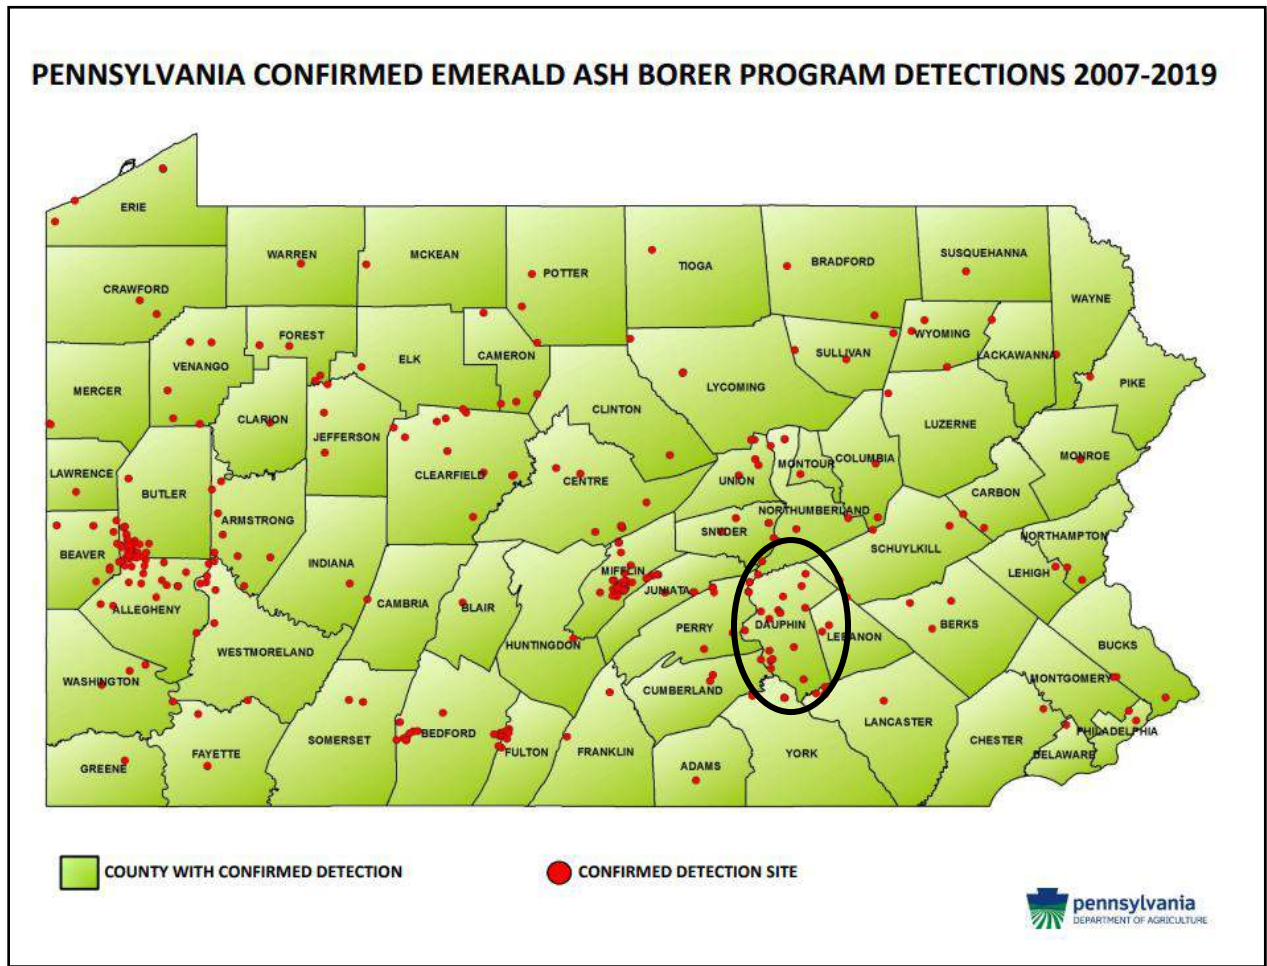 PENNSYLVANIA CONFIRMED EMERALD ASH BORER PROGRAM DETECTIONS 2007-2019
ERIE
WARREN
MCKEAN
POTTER
TIOGA
BRADFORD
SUSQUEHANNA
CRAWFORD
WAYNE
FOREST
WYOMING
VENANGO
ELK
CAMERON
SULLIVAN
LACKAWANNA
MERCER
LYCOMING
PIKE
CLARION
CLINTON
LUZERNE
JEFFERSON
LAWRENCE
CLEARFIELD
CENTRE
UNION
MONTOUR
COLUMBIA
MONROE
BUTLER
CARBON
ARMSTRONG
NORTHUMBERLAND
SNYDER
NORTHAMPTON
BEAVER
SCHUYLKILL
INDIANA
MIFFLIN
LEHIGH
JUNIATA
ALLEGHENY
CAMBRIA
BLAIR
PERRY
DAUPHIN
LEBANON
BERKS
HUNTINGDON
BUCKS
WESTMORELAND
WASHINGTON
CUMBERLAND
MONTGOMERY
LANCASTER
PHILADELPHIA
SOMERSET
BEDFORD
FULTON
FRANKLIN
YORK
CHESTER
DELAWARE
FAYETTE
GREENE
ADAMS
COUNTY WITH CONFIRMED DETECTION
CONFIRMED DETECTION SITE
pennsylvania
DEPARTMENT OF AGRICULTURE